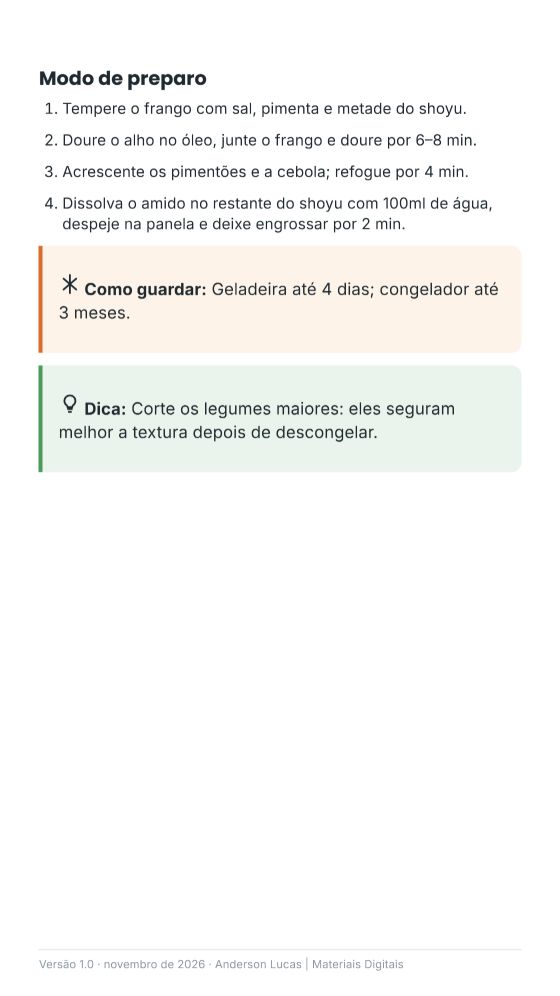 Modo de preparo
1. Tempere o frango com sal, pimenta e metade do shoyu.
2. Doure o alho no óleo, junte o frango e doure por 6–8 min.
3. Acrescente os pimentões e a cebola; refogue por 4 min.
4. Dissolva o amido no restante do shoyu com 100ml de água,
despeje na panela e deixe engrossar por 2 min.
Como guardar: Geladeira até 4 dias; congelador até
3 meses.
Dica: Corte os legumes maiores: eles seguram
melhor a textura depois de descongelar.
Versão 1.0 · novembro de 2026 · Anderson Lucas | Materiais Digitais